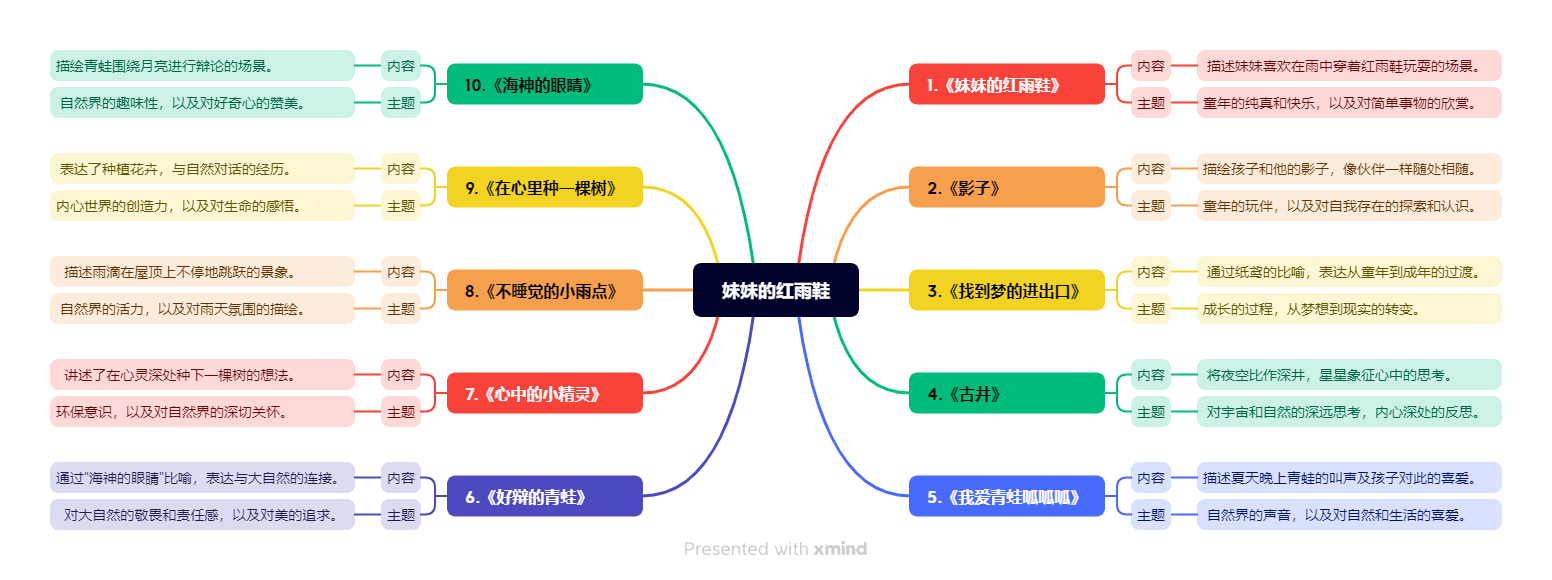 妹妹的红雨鞋
1.《妹妹的红雨鞋》
内容
描述妹妹喜欢在雨中穿着红雨鞋玩耍的场景。
主题
童年的纯真和快乐，以及对简单事物的欣赏。
2.《影子》
内容
描绘孩子和他的影子，像伙伴一样随处相随。
主题
童年的玩伴，以及对自我存在的探索和认识。
3.《找到梦的进出口》
内容
通过纸鸢的比喻，表达从童年到成年的过渡。
主题
成长的过程，从梦想到现实的转变。
4.《古井》
内容
将夜空比作深井，星星象征心中的思考。
主题
对宇宙和自然的深远思考，内心深处的反思。
5.《我爱青蛙呱呱呱》
内容
描述夏天晚上青蛙的叫声及孩子对此的喜爱。
主题
自然界的声音，以及对自然和生活的喜爱。
6.《好辩的青蛙》
内容
通过"海神的眼睛"比喻，表达与大自然的连接。
主题
对大自然的敬畏和责任感，以及对美的追求。
7.《心中的小精灵》
内容
讲述了在心灵深处种下一棵树的想法。
主题
环保意识，以及对自然界的深切关怀。
8.《不睡觉的小雨点》
内容
描述雨滴在屋顶上不停地跳跃的景象。
主题
自然界的活力，以及对雨天氛围的描绘。
9.《在心里种一棵树》
内容
表达了种植花卉，与自然对话的经历。
主题
内心世界的创造力，以及对生命的感悟。
10.《海神的眼睛》
内容
描绘青蛙围绕月亮进行辩论的场景。
主题
自然界的趣味性，以及对好奇心的赞美。
Presented with xmind